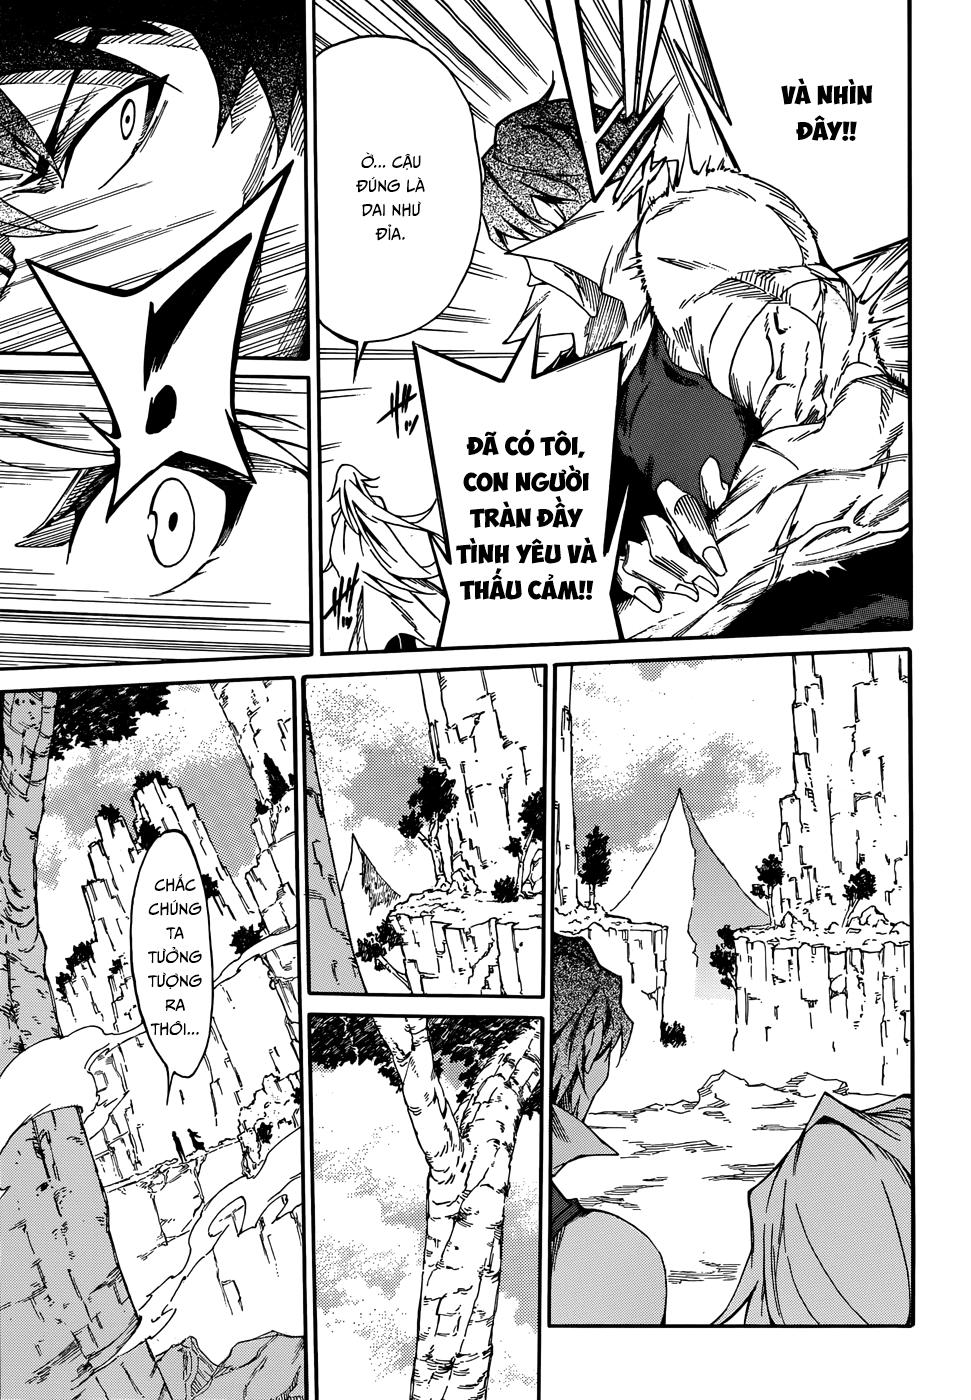 VÀ NHÌN
ĐÂY!!
Ờ... CẬU
ĐÚNG LÀ
DAI NHƯ
ĐỈA.
ĐÃ CÓ TÔI,
CON NGƯỜI
TRÀN ĐẦY
TÌNH YÊU VÀ
THẤU CẢM!!
!
CHẮC
CHÚNG
TA
TƯỞNG
TƯỢNG
RA
THÔI...